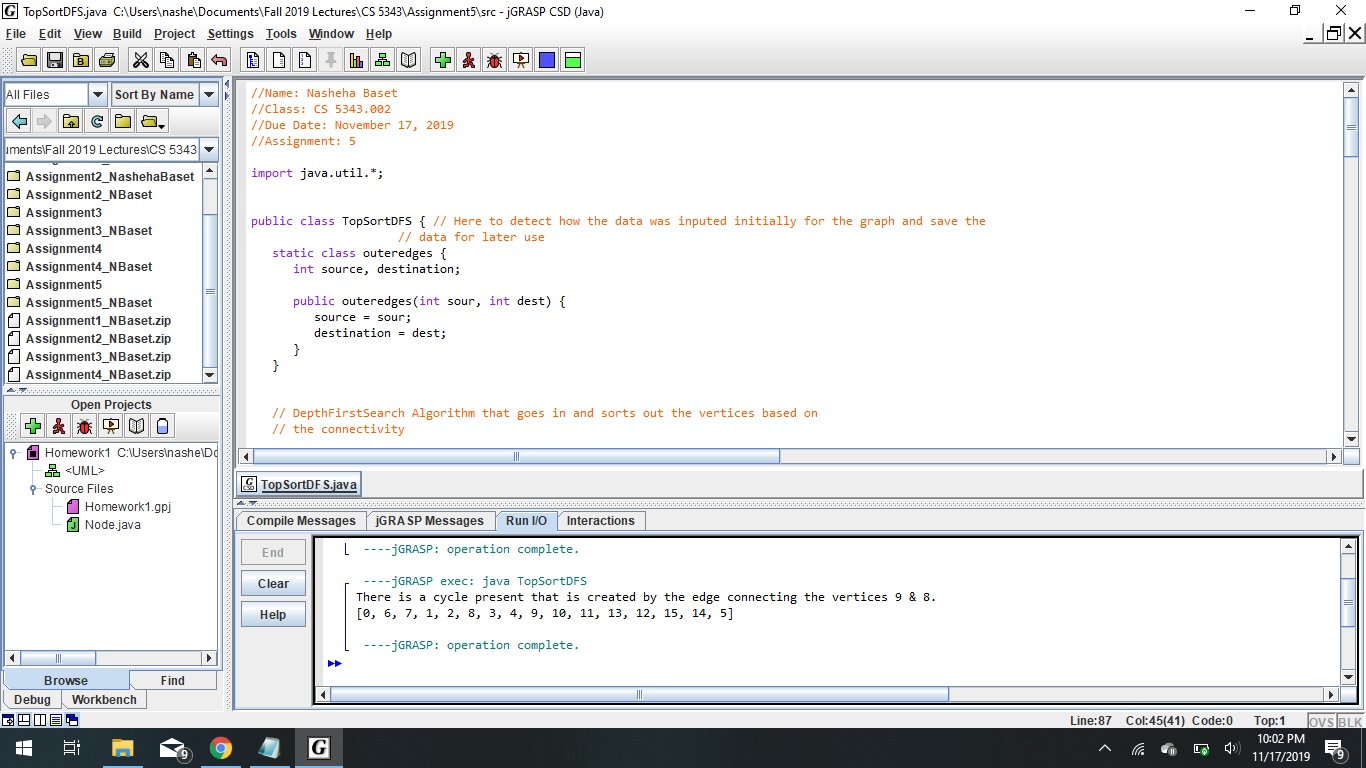 TopSortDFS.java C:\Users\nashe\Documents\Fall 2019 Lectures\CS 5343\Assignment5\src - jGRASP CSD (Java)
File Edit View Build Project Settings Tools Window Help
All Files Sort By Name
uments\Fall 2019 Lectures\CS 5343
Assignment2_NashehaBaset
Assignment2_NBaset
Assignment3
Assignment3_NBaset
Assignment4
Assignment4_NBaset
Assignment5
Assignment5_NBaset
Assignment1_NBaset.zip
Assignment2_NBaset.zip
Assignment3_NBaset.zip
Assignment4_NBaset.zip
Open Projects
Homework1 C:\Users\nashe\Do
<UML>
Source Files
Homework1.gpj
Node.java
Browse Find
Debug Workbench
//Name: Nasheha Baset
//Class: CS 5343.002
//Due Date: November 17, 2019
//Assignment: 5
import java.util.*;
public class TopSortDFS { // Here to detect how the data was inputed initially for the graph and save the
// data for later use
static class outeredges {
int source, destination;
public outeredges(int sour, int dest) {
source = sour;
destination = dest;
}
}
// DepthFirstSearch Algorithm that goes in and sorts out the vertices based on
// the connectivity
TopSortDFS.java
Compile Messages jGRASP Messages Run I/O Interactions
End
Clear
Help
----jGRASP: operation complete.
----jGRASP exec: java TopSortDFS
There is a cycle present that is created by the edge connecting the vertices 9 & 8.
[0, 6, 7, 1, 2, 8, 3, 4, 9, 10, 11, 13, 12, 15, 14, 5]
----jGRASP: operation complete.
Line:87 Col:45(41) Code:0 Top:1 OVS BLK
9
10:02 PM
11/17/2019
9